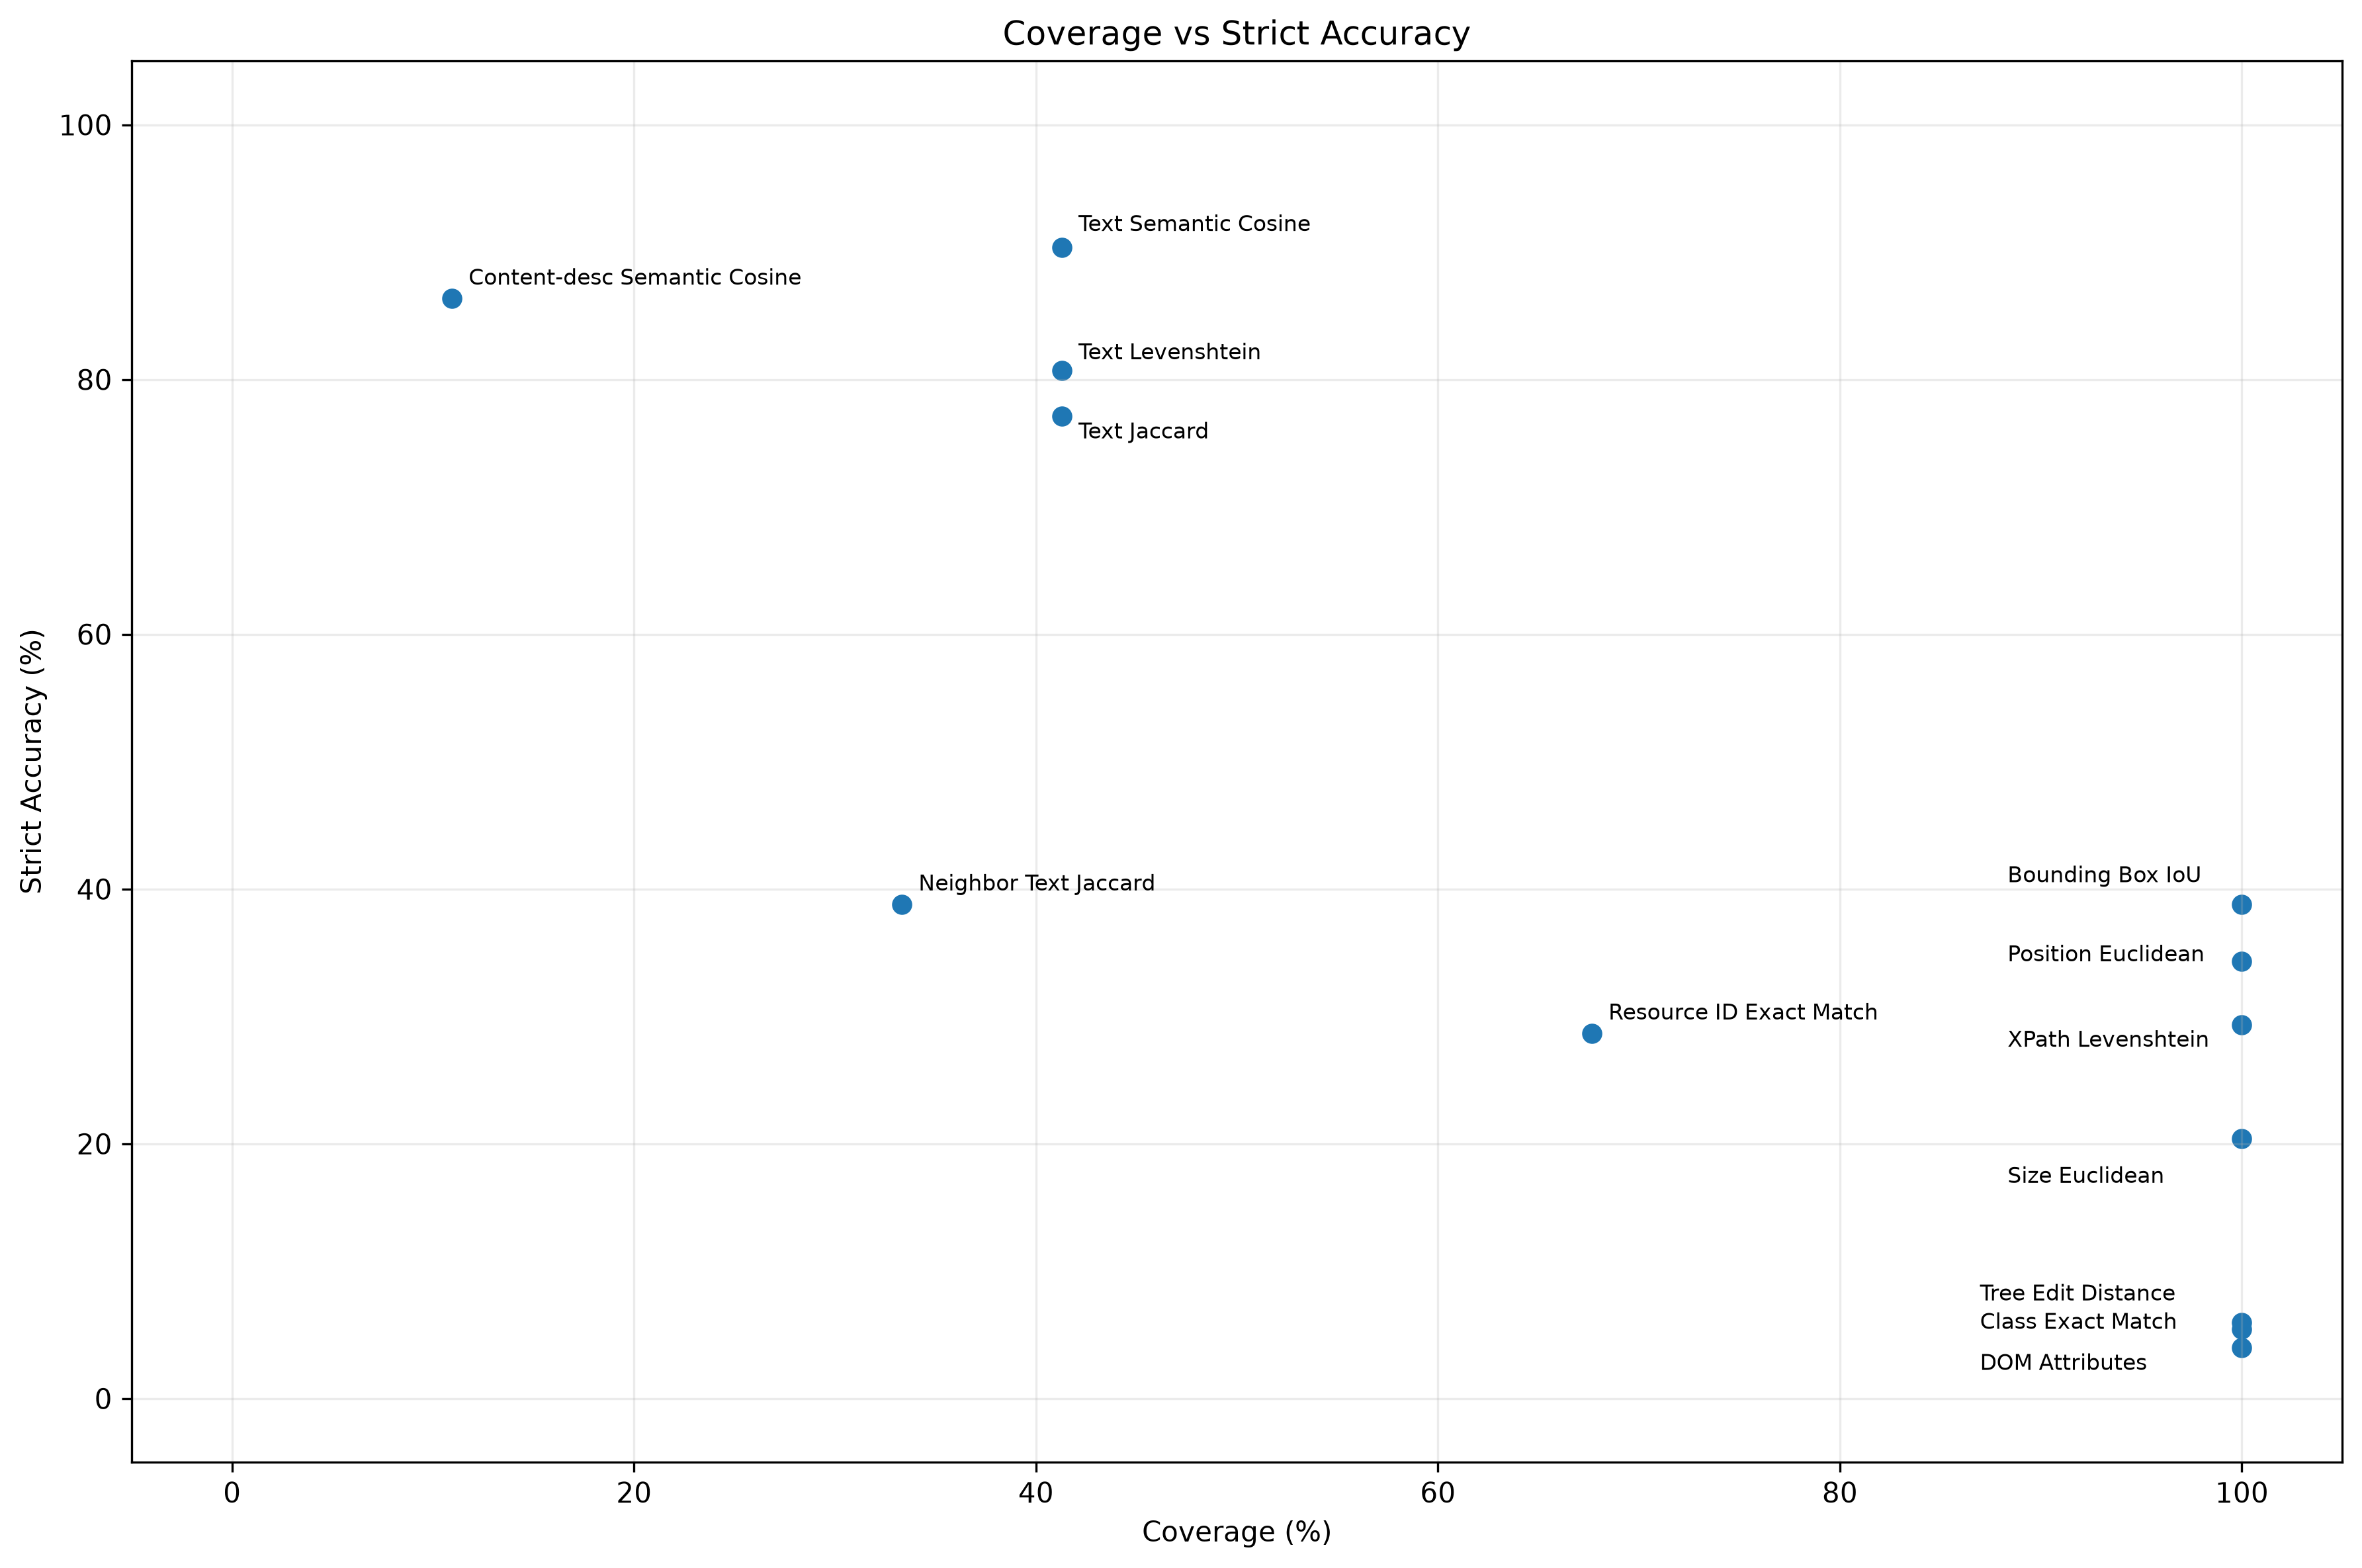 Coverage vs Strict Accuracy
100
80
60
40
20
0
Strict Accuracy (%)
Text Semantic Cosine
Content-desc Semantic Cosine
Text Levenshtein
Text Jaccard
Neighbor Text Jaccard
Bounding Box IoU
Position Euclidean
Resource ID Exact Match
XPath Levenshtein
Size Euclidean
Tree Edit Distance
Class Exact Match
DOM Attributes
0 20 40 60 80 100
Coverage (%)